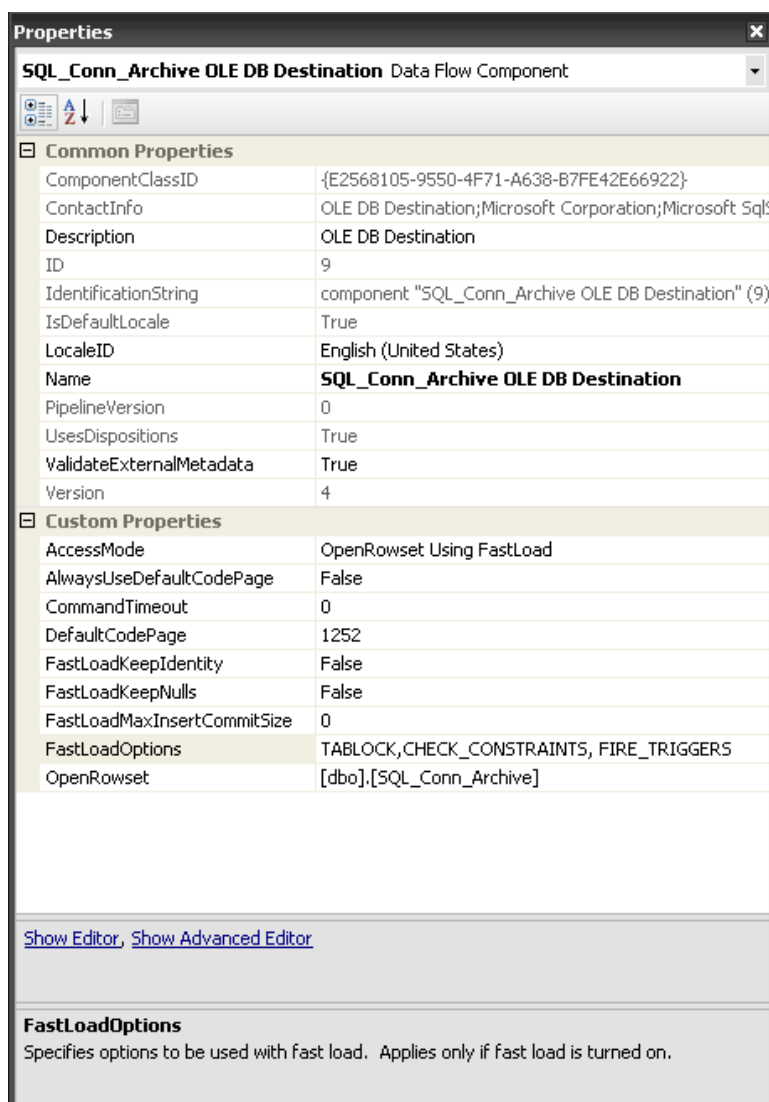 Properties
SQL_Conn_Archive OLE DB Destination Data Flow Component
Common Properties
ComponentClassID {E2568105-9550-4F71-A638-B7FE42E66922}
ContactInfo OLE DB Destination;Microsoft Corporation;Microsoft SqlS
Description OLE DB Destination
ID 9
IdentificationString component "SQL_Conn_Archive OLE DB Destination" (9)
IsDefaultLocale True
LocaleID English (United States)
Name SQL_Conn_Archive OLE DB Destination
PipelineVersion 0
UsesDispositions True
ValidateExternalMetadata True
Version 4
Custom Properties
AccessMode OpenRowset Using FastLoad
AlwaysUseDefaultCodePage False
CommandTimeout 0
DefaultCodePage 1252
FastLoadKeepIdentity False
FastLoadKeepNulls False
FastLoadMaxInsertCommitSize 0
FastLoadOptions TABLOCK,CHECK_CONSTRAINTS, FIRE_TRIGGERS
OpenRowset [dbo].[SQL_Conn_Archive]
Show Editor, Show Advanced Editor
FastLoadOptions
Specifies options to be used with fast load. Applies only if fast load is turned on.